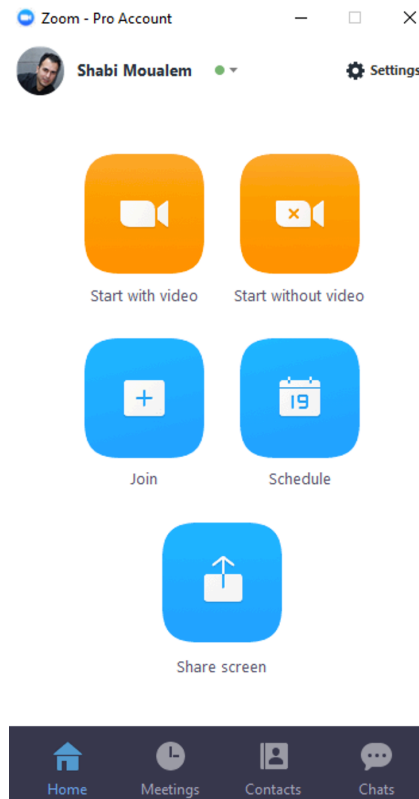 Zoom - Pro Account
Shabi Moualem
Settings
Start with video
Start without video
19
Join
Schedule
Share screen
Home
Meetings
Contacts
Chats